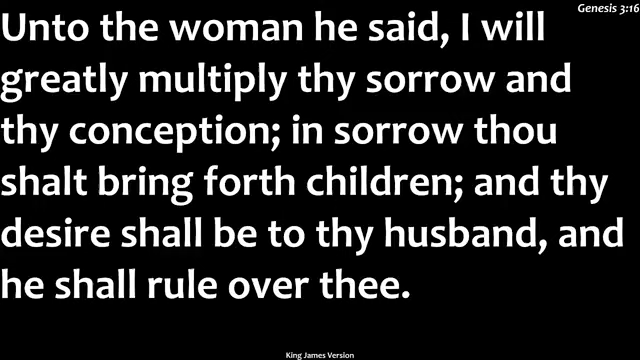 Genesis 3:16
Unto the woman he said, I will
greatly multiply thy sorrow and
thy conception; in sorrow thou
shalt bring forth children; and thy
desire shall be to thy husband, and
he shall rule over thee.
King James Version